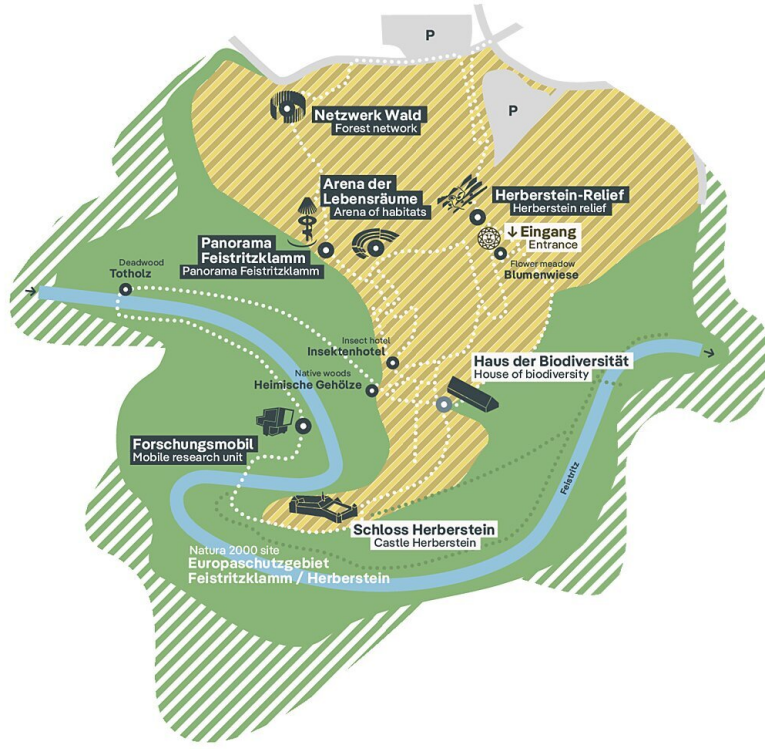 P
P
Netzwerk Wald
Forest network
Arena der
Lebensräume
Arena of habitats
Herberstein-Relief
Herberstein relief
↓ Eingang
Entrance
Panorama
Feistritzklamm
Panorama Feistritzklamm
Flower meadow
Blumenwiese
Deadwood
Totholz
Insect hotel
Insektenhotel
Haus der Biodiversität
House of biodiversity
Native woods
Heimische Gehölze
Forschungsmobil
Mobile research unit
Feistritz
Schloss Herberstein
Castle Herberstein
Natura 2000 site
Europaschutzgebiet
Feistritzklamm / Herberstein